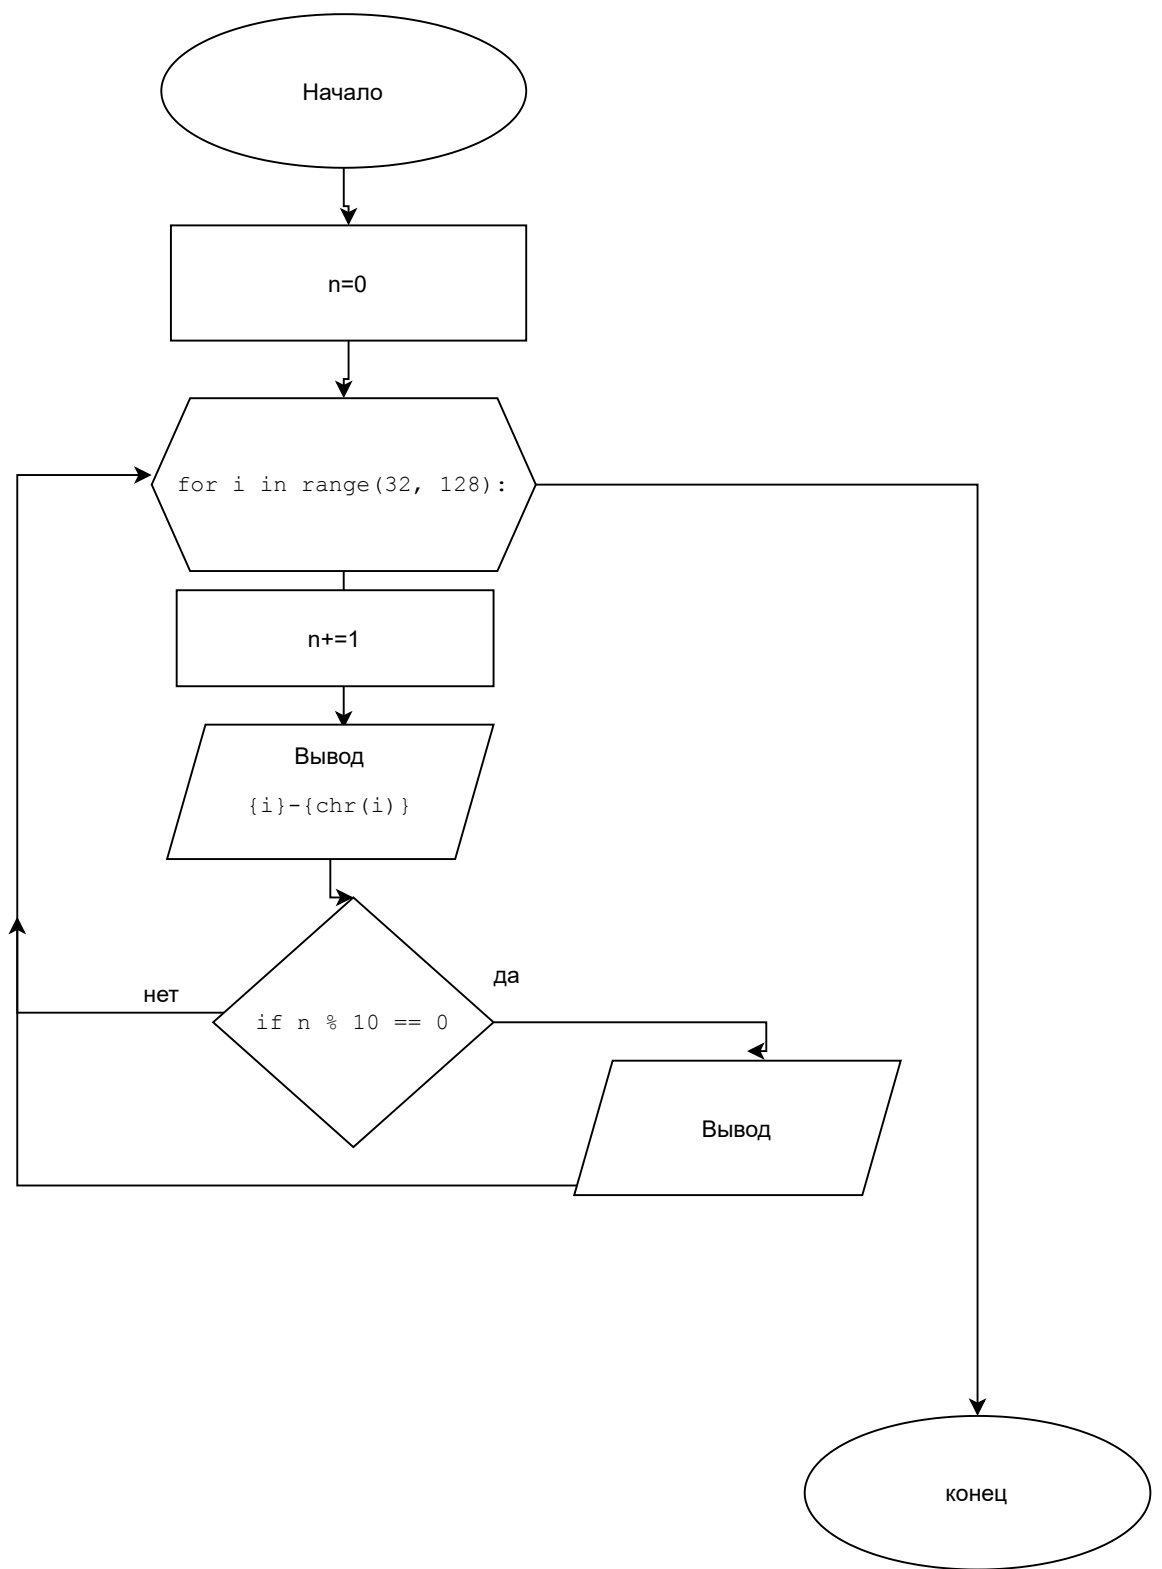 Начало
n=0
for i in range(32, 128):
n+=1
Вывод
{i}-{chr(i)}
да
нет
if n % 10 == 0
Вывод
конец